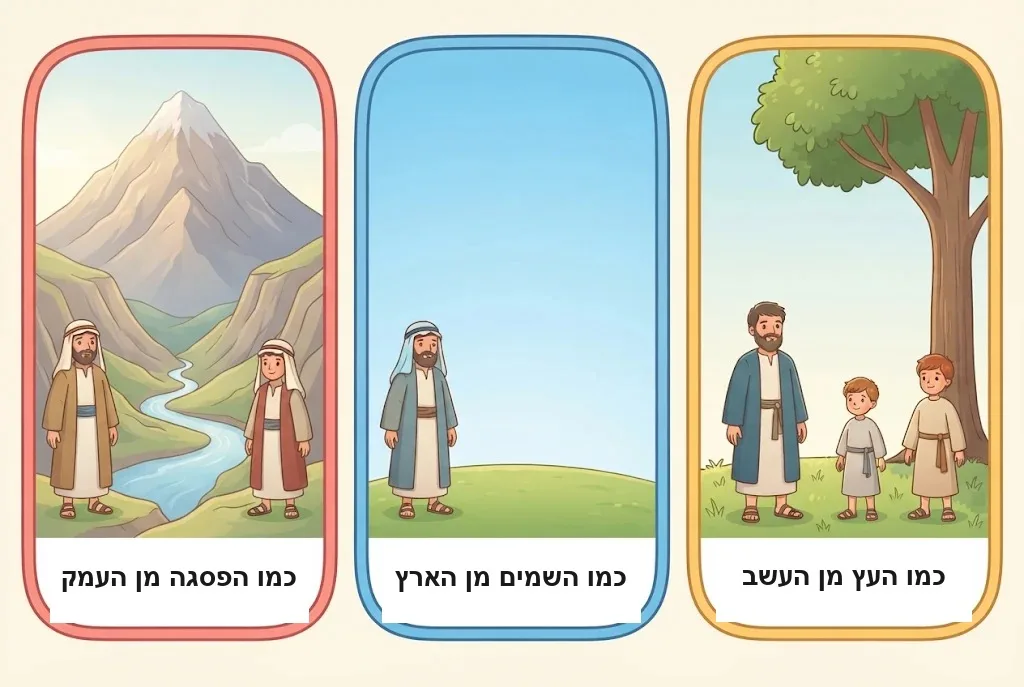 כמו העץ מן העשב
כמו השמים מן הארץ
כמו הפסגה מן העמק